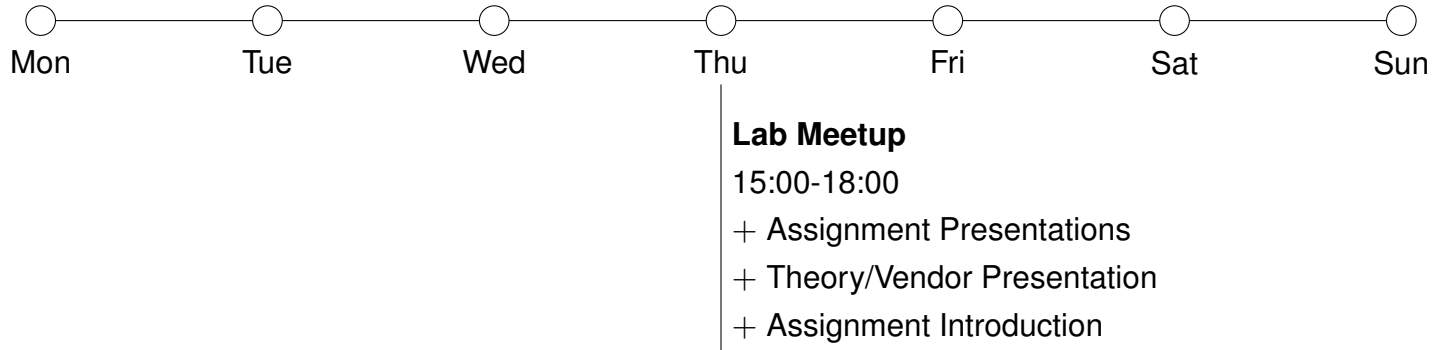 Mon Tue Wed Thu Fri Sat Sun
Lab Meetup
15:00-18:00
+ Assignment Presentations
+ Theory/Vendor Presentation
+ Assignment Introduction